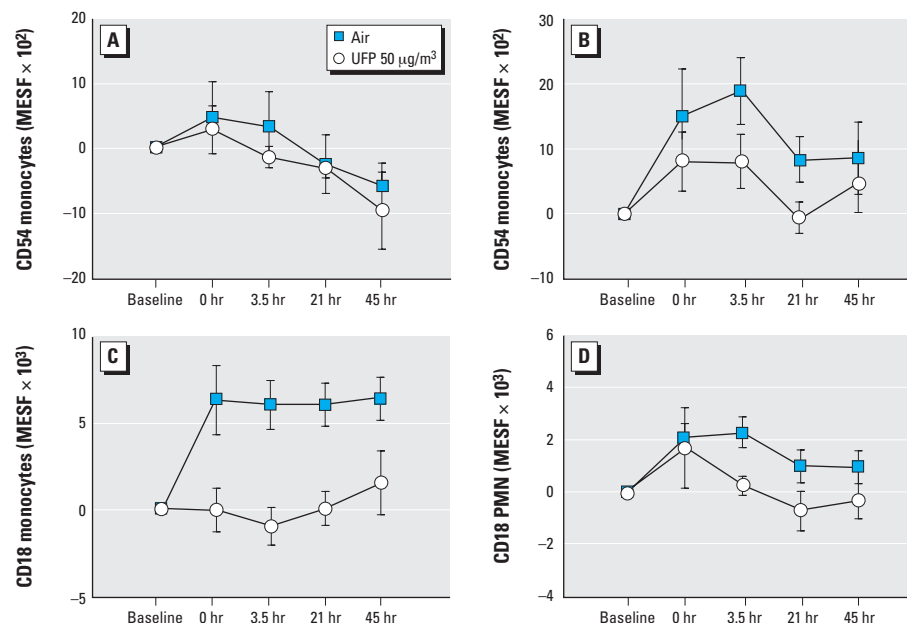 A
Air
UFP 50 μg/m³
CD54 monocytes (MESF × 10²)
20
10
0
–10
–20
Baseline 0 hr 3.5 hr 21 hr 45 hr
B
CD54 monocytes (MESF × 10²)
30
20
10
0
–10
Baseline 0 hr 3.5 hr 21 hr 45 hr
C
CD18 monocytes (MESF × 10³)
10
5
0
–5
Baseline 0 hr 3.5 hr 21 hr 45 hr
D
CD18 PMN (MESF × 10³)
6
4
2
0
–2
–4
Baseline 0 hr 3.5 hr 21 hr 45 hr